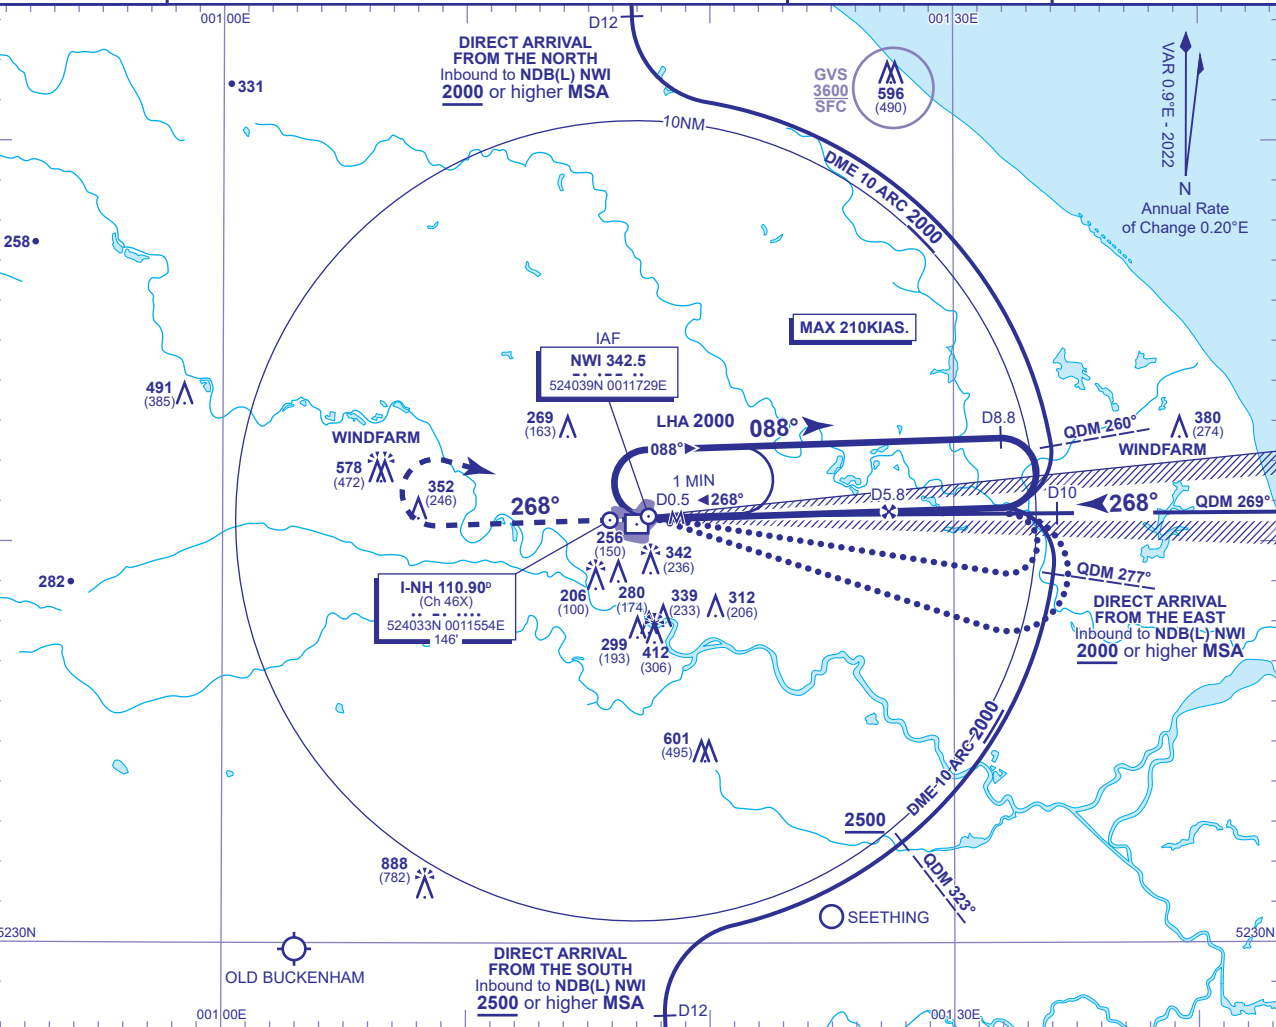 001°00'E
001°30'E
D12
DIRECT ARRIVAL
FROM THE NORTH
Inbound to NDB(L) NWI
2000 or higher MSA
331
GVS
3600
SFC
596
(490)
VAR 0.9°E - 2022
N
Annual Rate
of Change 0.20°E
10NM
DME 10 ARC 2000
258
MAX 210KIAS.
IAF
NWI 342.5
524039N 0011729E
491
(385)
269
(163)
LHA 2000
088°
D8.8
QDM 260°
380
(274)
WINDFARM
WINDFARM
578
(472)
352
(246)
088°
1 MIN
D0.5
268°
D5.8
D10
268°
QDM 269°
268°
256
(150)
342
(236)
QDM 277°
282
I-NH 110.90ᴰ
(Ch 46X)
524033N 0011554E
146'
206
(100)
280
(174)
339
(233)
312
(206)
DIRECT ARRIVAL
FROM THE EAST
Inbound to NDB(L) NWI
2000 or higher MSA
299
(193)
412
(306)
601
(495)
DME 10 ARC 2000
2500
QDM 323°
888
(782)
SEETHING
5230N
5230N
OLD BUCKENHAM
DIRECT ARRIVAL
FROM THE SOUTH
Inbound to NDB(L) NWI
2500 or higher MSA
D12
001°00E
001°30E